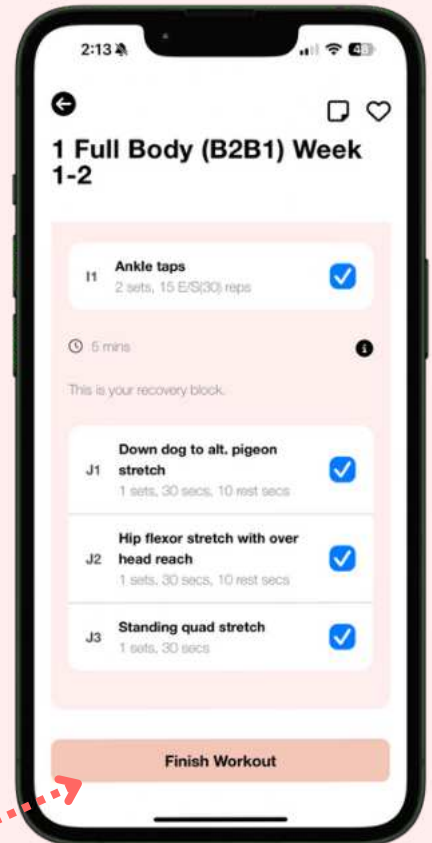 2:13
48
1 Full Body (B2B1) Week
1-2
I1
Ankle taps
2 sets, 15 E/S(30) reps
5 mins
This is your recovery block.
J1
Down dog to alt. pigeon
stretch
1 sets, 30 secs, 10 rest secs
J2
Hip flexor stretch with over
head reach
1 sets, 30 secs, 10 rest secs
J3
Standing quad stretch
1 sets, 30 secs
Finish Workout